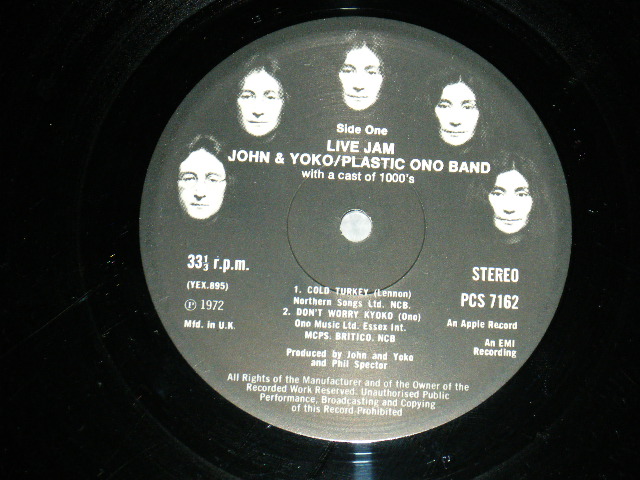 Side One
LIVE JAM
JOHN & YOKO/PLASTIC ONO BAND
with a cast of 1000's
33⅓ r.p.m.
(YEX.895)
Ⓟ 1972
Mfd. in U.K.
STEREO
PCS 7162
An Apple Record
An EMI
Recording
1. COLD TURKEY (Lennon)
Northern Songs Ltd. NCB.
2. DON'T WORRY KYOKO (Ono)
Ono Music Ltd. Essex Int.
MCPS. BRITICO. NCB
Produced by John and Yoko
and Phil Spector
All Rights of the Manufacturer and of the Owner of the
Recorded Work Reserved. Unauthorised Public
Performance, Broadcasting and Copying
of this Record Prohibited